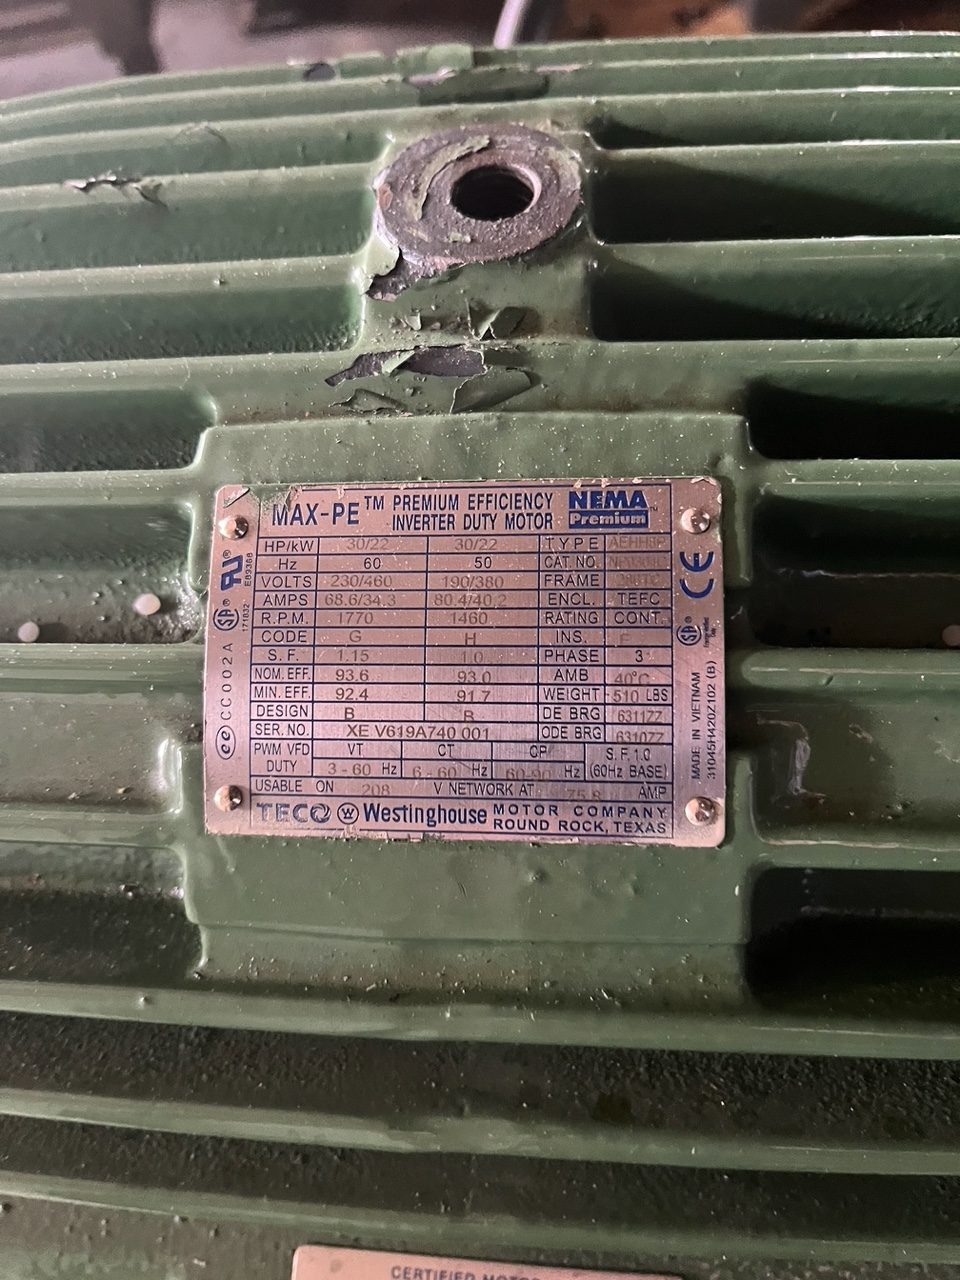 MAX-PE™ PREMIUM EFFICIENCY INVERTER DUTY MOTOR NEMA Premium
HP/kW 30/22 30/22 TYPE
Hz 60 50 CAT. NO.
VOLTS 230/460 190/380 FRAME
AMPS 68.6/34.3 80.4/40.2 ENCL. TEFC
R.P.M. 1770 1460 RATING CONT.
CODE G H INS. F
S.F. 1.15 1.0 PHASE 3
NOM. EFF. 93.6 93.0 AMB 40°C
MIN. EFF. 92.4 91.7 WEIGHT 510 LBS
DESIGN B B DE BRG 6311ZZ
SER. NO. XE V619A740 001 ODE BRG 6310ZZ
PWM VFD DUTY VT CT CP S.F.1.0
3 - 60 Hz 6 - 60 Hz 60-90 Hz (60Hz BASE)
USABLE ON 208 V NETWORK AT 75.8 AMP
TECO W Westinghouse MOTOR COMPANY
ROUND ROCK, TEXAS
E89388
171832
ee CC002A
CE
MADE IN VIETNAM
31045H420Z102 (B)
CERTIFIED